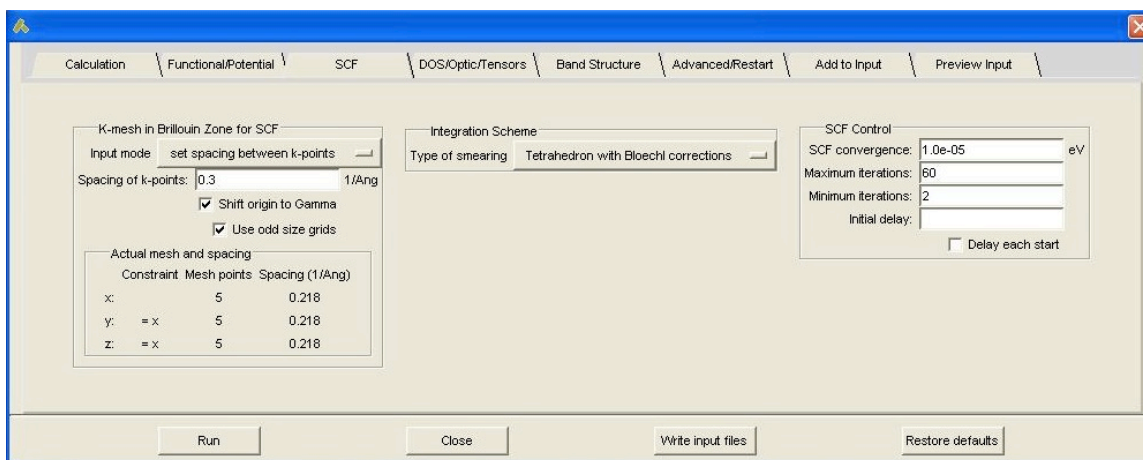 Calculation Functional/Potential SCF DOS/Optic/Tensors Band Structure Advanced/Restart Add to Input Preview Input
K-mesh in Brillouin Zone for SCF
Input mode set spacing between k-points
Spacing of k-points: 0.3 1/Ang
Shift origin to Gamma
Use odd size grids
Actual mesh and spacing
Constraint Mesh points Spacing (1/Ang)
x: 5 0.218
y: = x 5 0.218
z: = x 5 0.218
Integration Scheme
Type of smearing Tetrahedron with Bloechl corrections
SCF Control
SCF convergence: 1.0e-05 eV
Maximum iterations: 60
Minimum iterations: 2
Initial delay:
Delay each start
Run Close Write input files Restore defaults